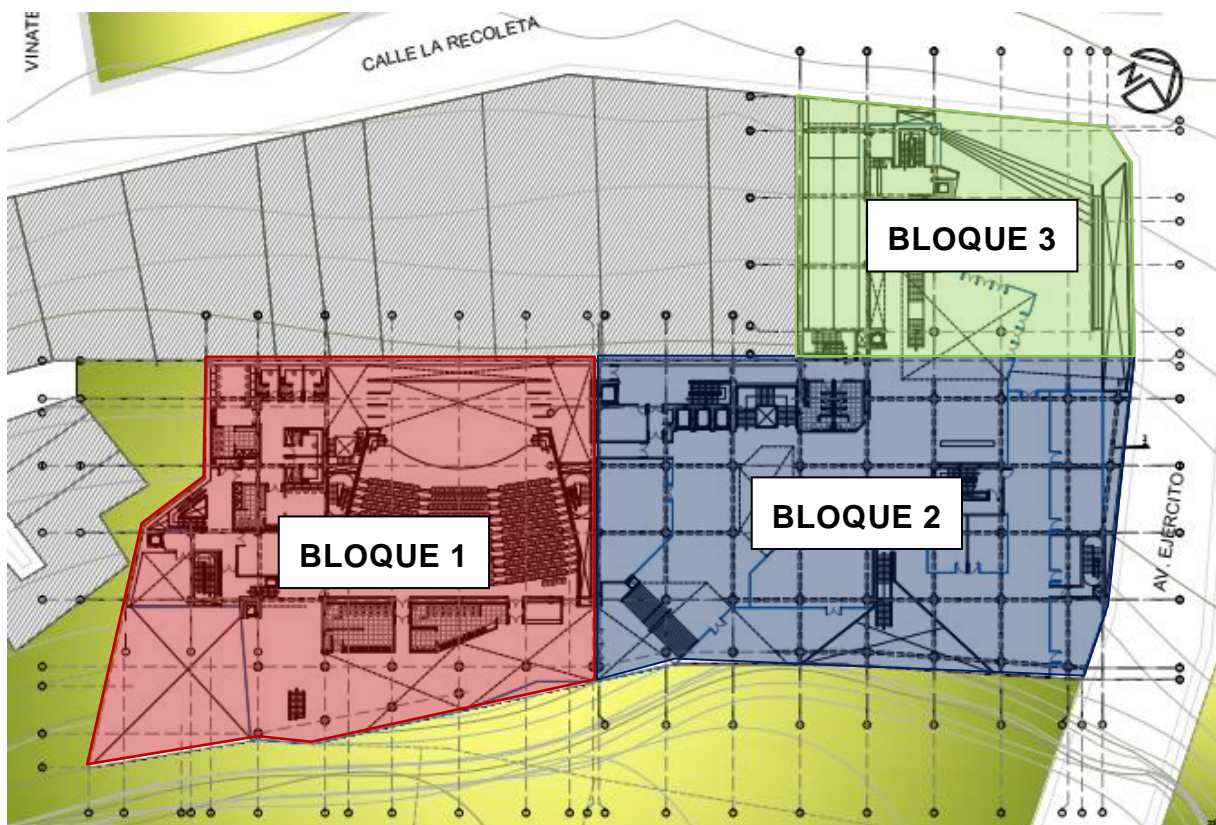 VINATE
CALLE LA RECOLETA
N
BLOQUE 3
BLOQUE 2
BLOQUE 1
AV. EJERCITO